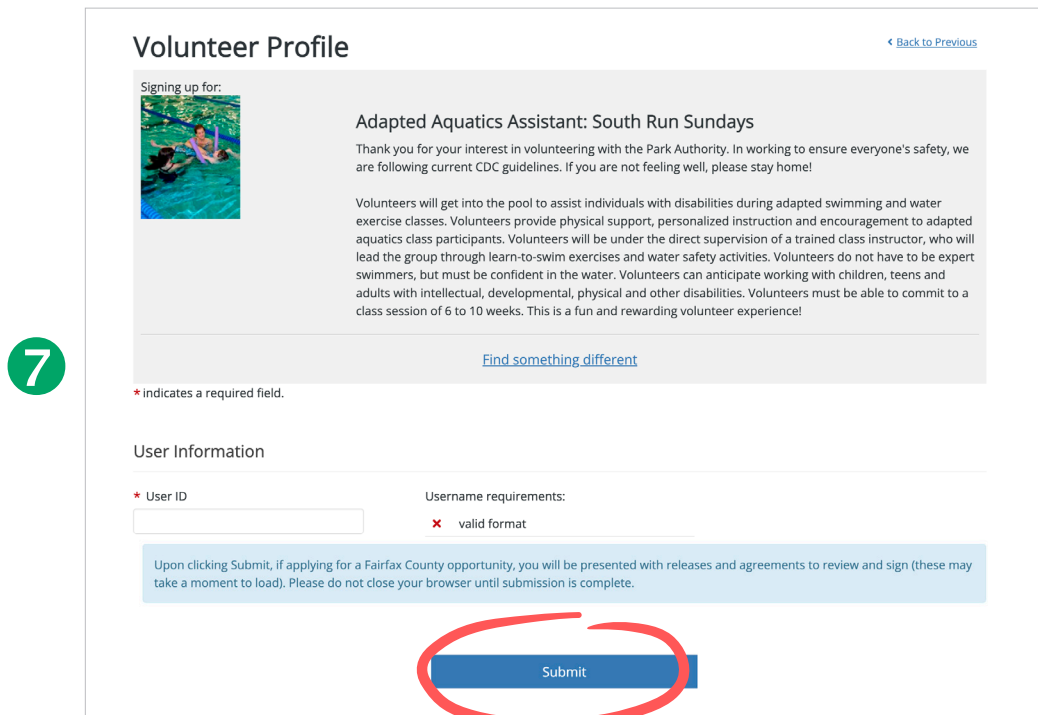 Volunteer Profile
Back to Previous
Signing up for:
Adapted Aquatics Assistant: South Run Sundays
Thank you for your interest in volunteering with the Park Authority. In working to ensure everyone's safety, we
are following current CDC guidelines. If you are not feeling well, please stay home!
Volunteers will get into the pool to assist individuals with disabilities during adapted swimming and water
exercise classes. Volunteers provide physical support, personalized instruction and encouragement to adapted
aquatics class participants. Volunteers will be under the direct supervision of a trained class instructor, who will
lead the group through learn-to-swim exercises and water safety activities. Volunteers do not have to be expert
swimmers, but must be confident in the water. Volunteers can anticipate working with children, teens and
adults with intellectual, developmental, physical and other disabilities. Volunteers must be able to commit to a
class session of 6 to 10 weeks. This is a fun and rewarding volunteer experience!
7
Find something different
* indicates a required field.
User Information
* User ID
Username requirements:
valid format
Upon clicking Submit, if applying for a Fairfax County opportunity, you will be presented with releases and agreements to review and sign (these may
take a moment to load). Please do not close your browser until submission is complete.
Submit